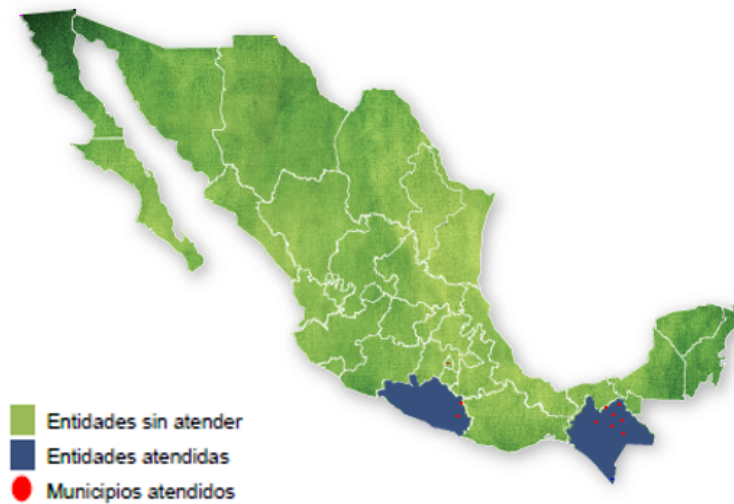 Entidades sin atender
Entidades atendidas
Municipios atendidos